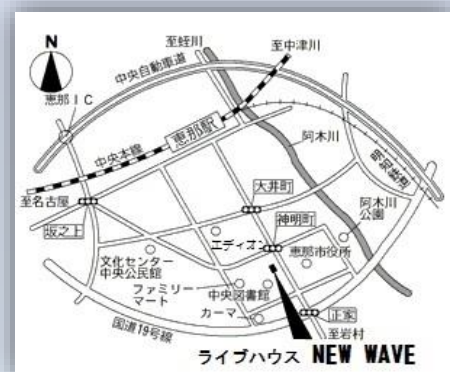 至蛭川
至中津川
N
中央自動車道
恵那IC
恵那駅
阿木川
中央本線
明知鉄道
至名古屋
大井町
阿木川
公園
坂之上
神明町
エディオン
文化センター
中央公民館
恵那市役所
ファミリー
マート
中央図書館
カーマ
正家
国道19号線
至岩村
ライブハウス NEW WAVE